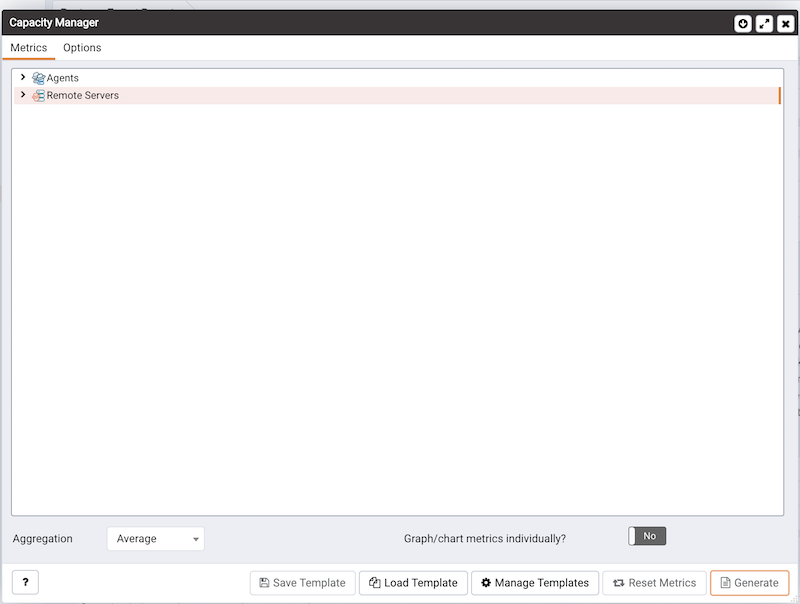 Capacity Manager
Metrics Options
Agents
Remote Servers
Aggregation Average Graph/chart metrics individually? No
? Save Template Load Template Manage Templates Reset Metrics Generate